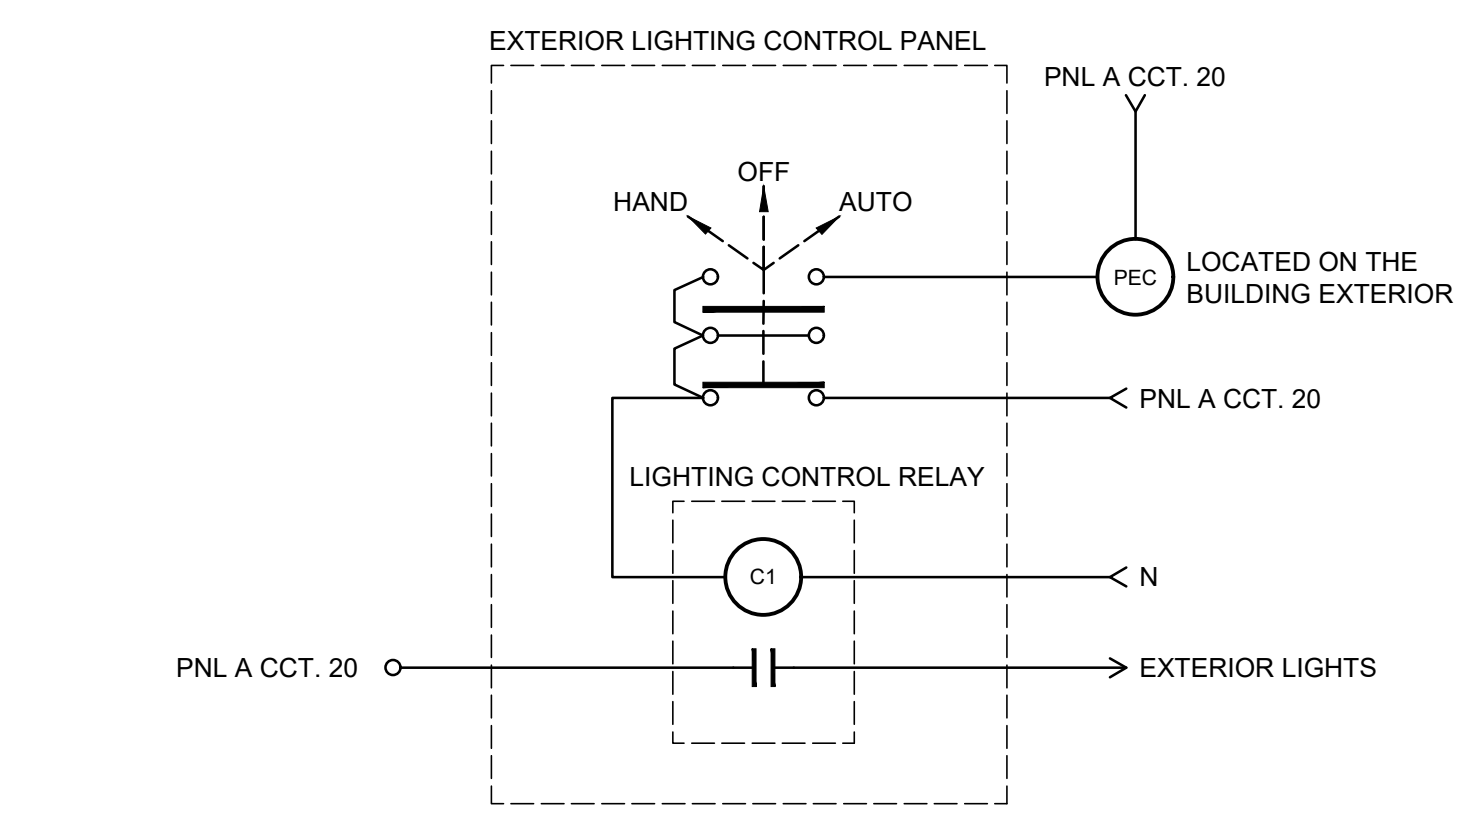 EXTERIOR LIGHTING CONTROL PANEL
PNL A CCT. 20
OFF
HAND
AUTO
LOCATED ON THE
PEC
BUILDING EXTERIOR
PNL A CCT. 20
LIGHTING CONTROL RELAY
C1
N
PNL A CCT. 20
EXTERIOR LIGHTS